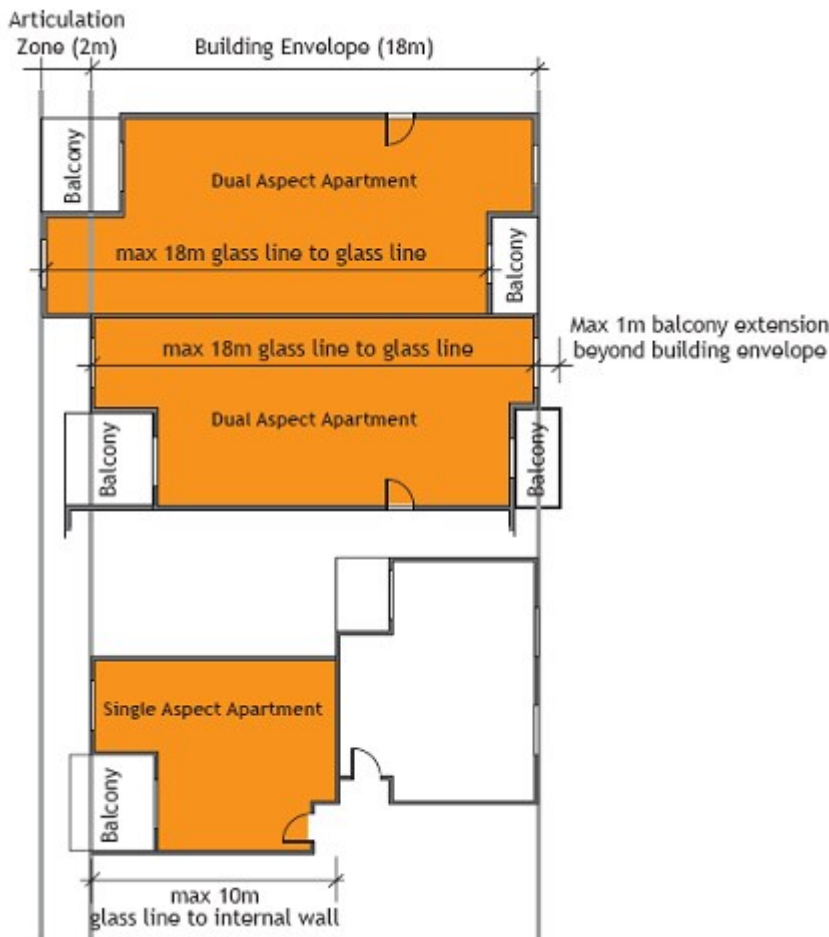 Articulation
Zone (2m)
Building Envelope (18m)
Balcony
Dual Aspect Apartment
max 18m glass line to glass line
Balcony
max 18m glass line to glass line
Max 1m balcony extension
beyond building envelope
Balcony
Dual Aspect Apartment
Balcony
Single Aspect Apartment
Balcony
max 10m
glass line to internal wall